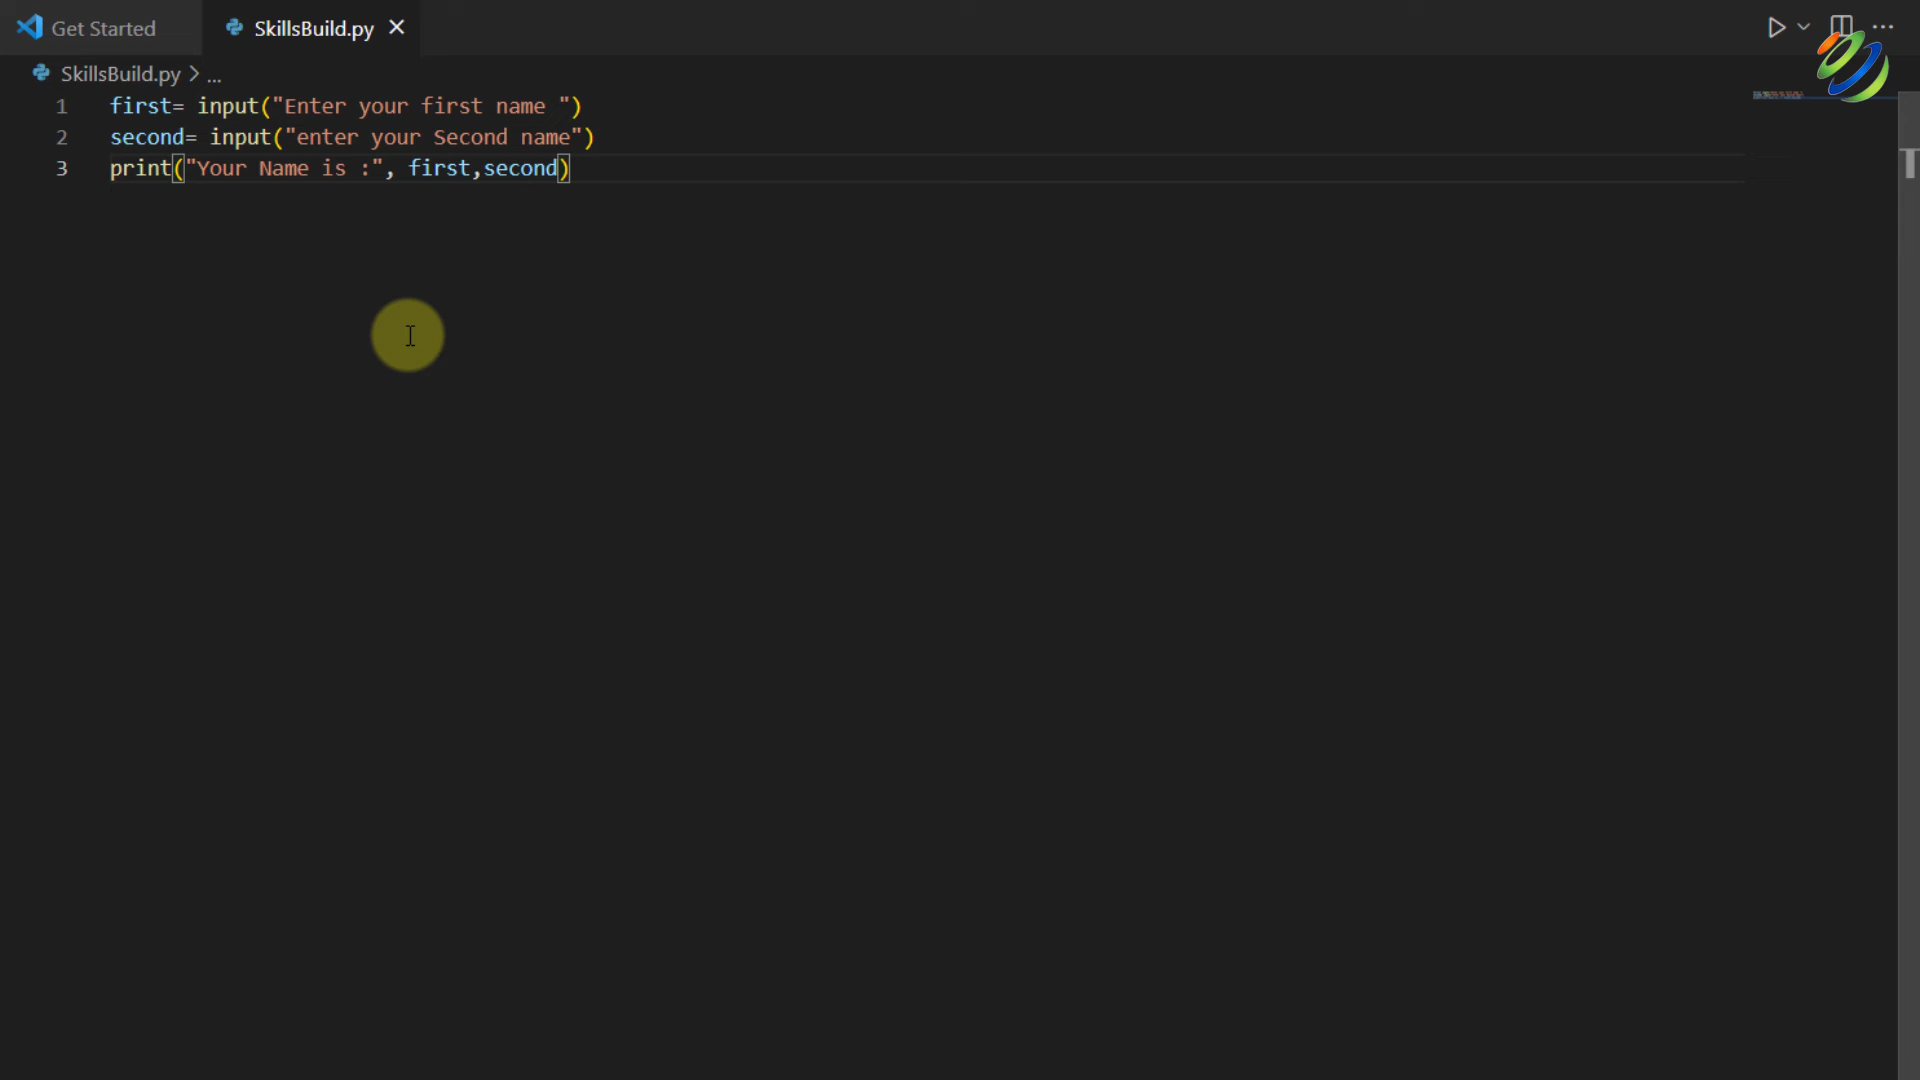 Get Started
SkillsBuild.py
SkillsBuild.py > ...
1 first= input("Enter your first name ")
2 second= input("enter your Second name")
3 print("Your Name is :", first,second)